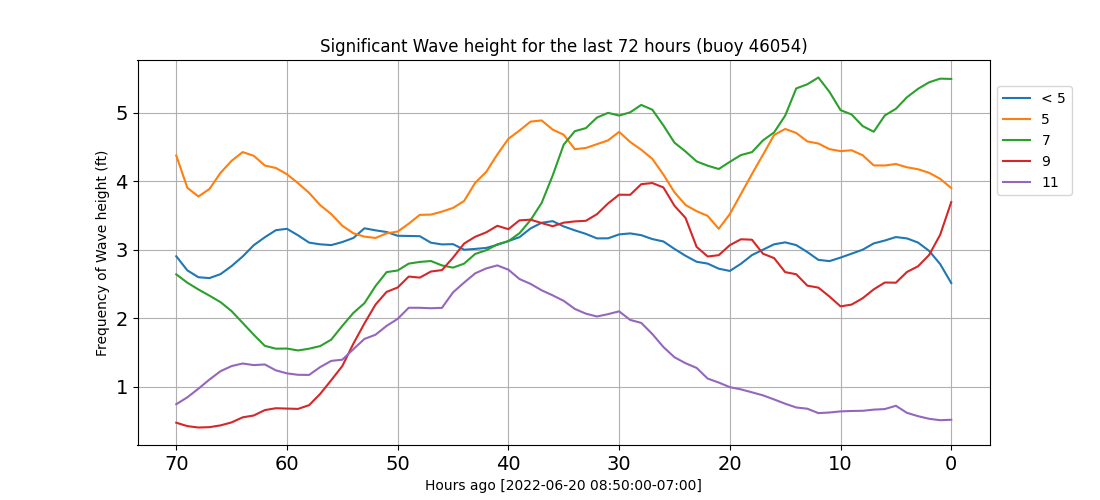 Significant Wave height for the last 72 hours (buoy 46054)
Frequency of Wave height (ft)
5
4
3
2
1
70 60 50 40 30 20 10 0
Hours ago [2022-06-20 08:50:00-07:00]
< 5
5
7
9
11